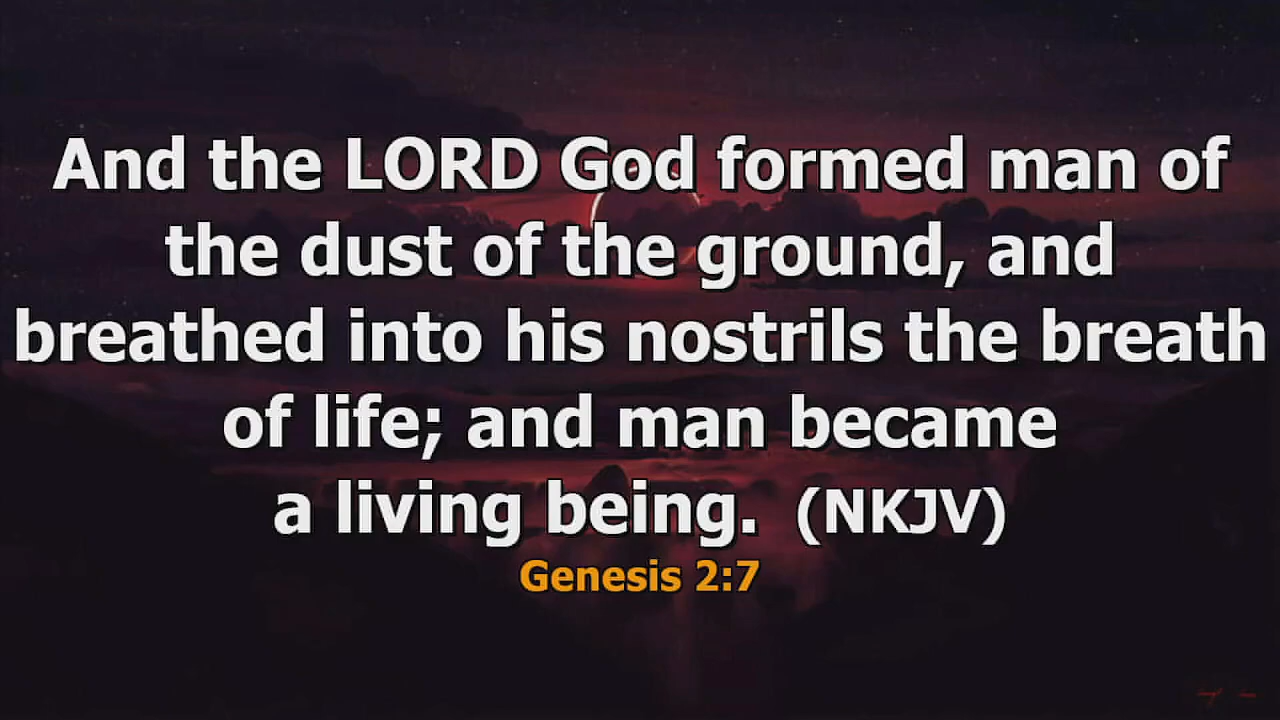 And the LORD God formed man of
the dust of the ground, and
breathed into his nostrils the breath
of life; and man became
a living being. (NKJV)
Genesis 2:7